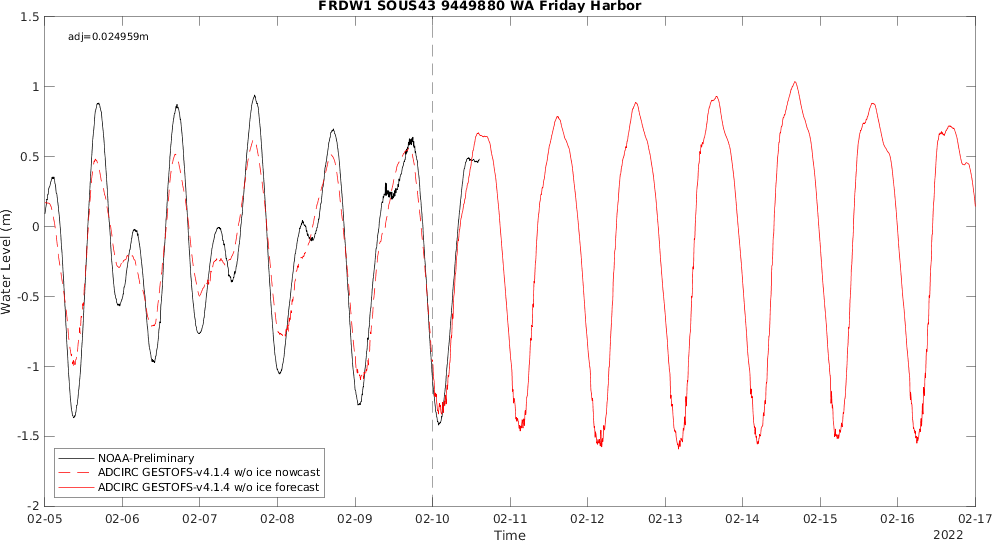 FRDW1 SOUS43 9449880 WA Friday Harbor
adj=0.024959m
1.5
1
0.5
0
-0.5
-1
-1.5
-2
Water Level (m)
NOAA-Preliminary
ADCIRC GESTOFS-v4.1.4 w/o ice nowcast
ADCIRC GESTOFS-v4.1.4 w/o ice forecast
02-05 02-06 02-07 02-08 02-09 02-10 02-11 02-12 02-13 02-14 02-15 02-16 02-17
Time
2022